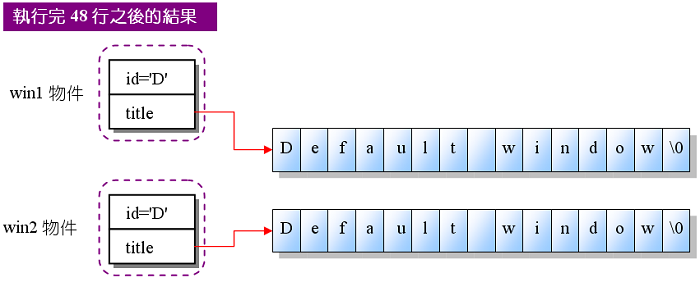 執行完 48 行之後的結果
win1 物件
id='D'
title
D e f a u l t   w i n d o w \0
win2 物件
id='D'
title
D e f a u l t   w i n d o w \0